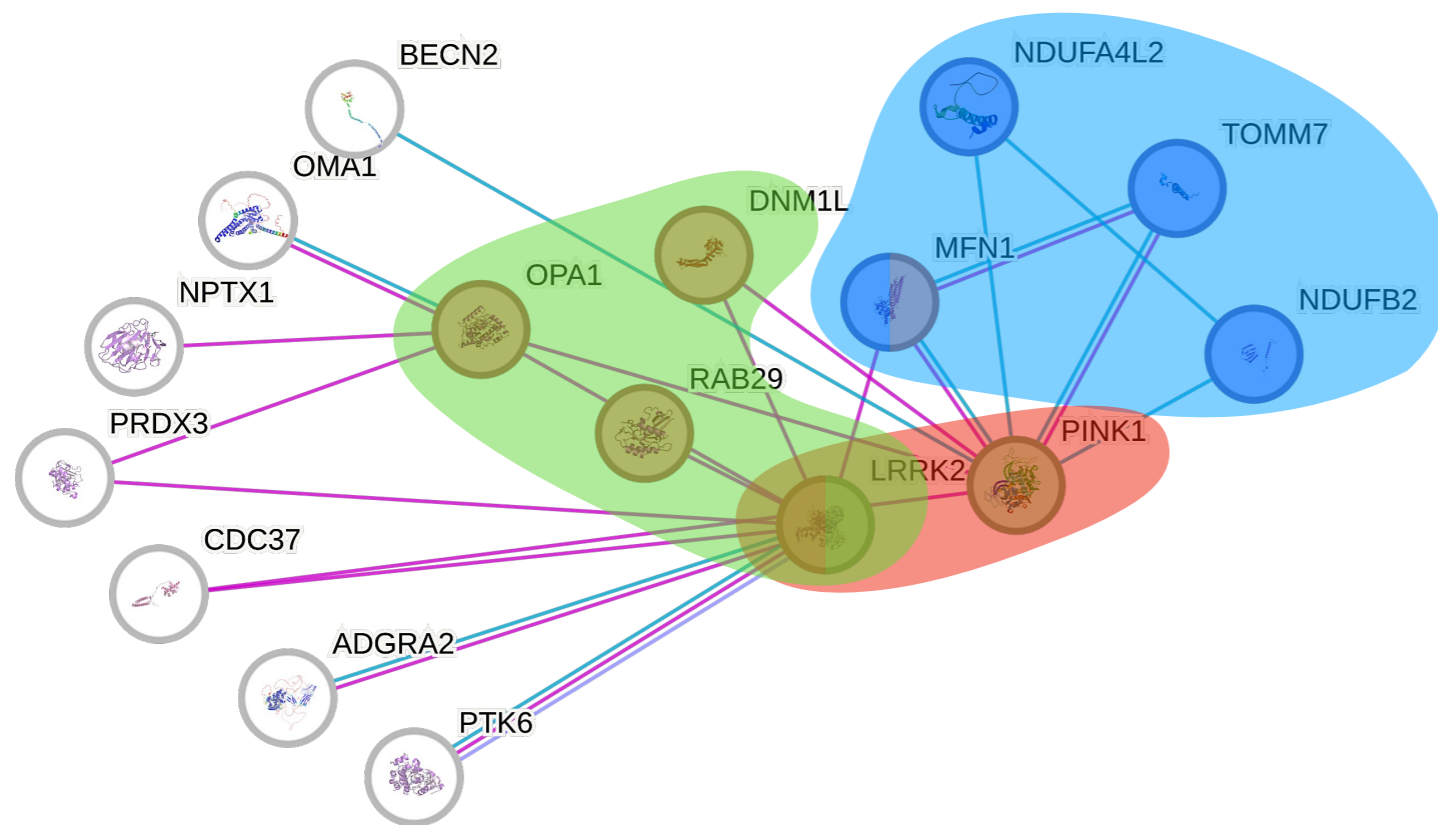 BECN2
NDUFA4L2
TOMM7
OMA1
DNM1L
MFN1
OPA1
NPTX1
NDUFB2
RAB29
PRDX3
PINK1
LRRK2
CDC37
ADGRA2
PTK6